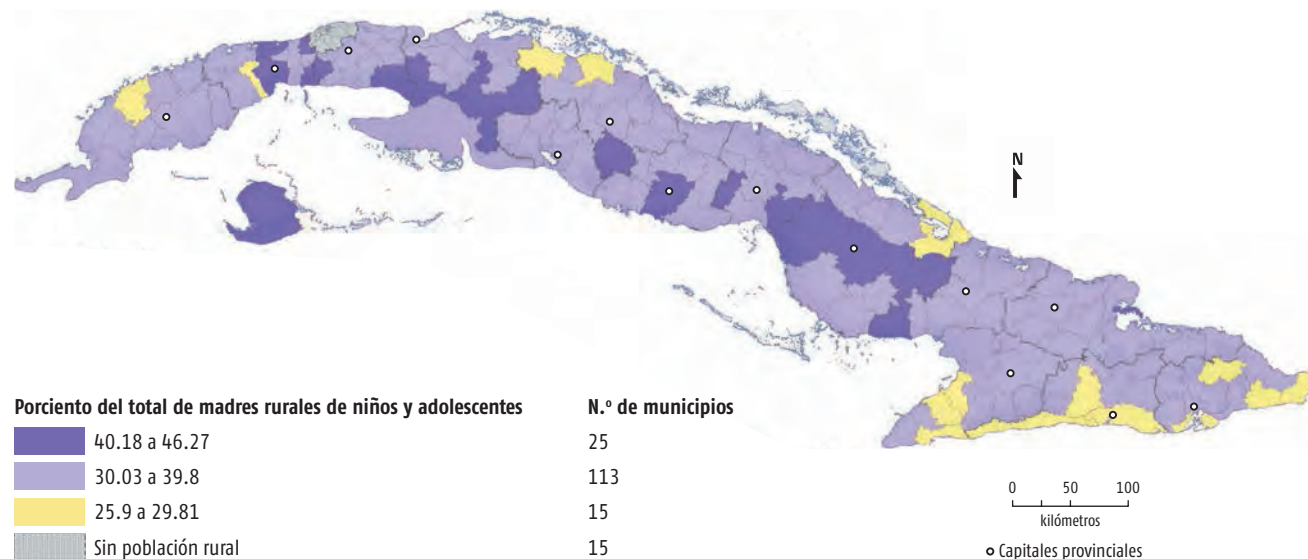 N
Porciento del total de madres rurales de niños y adolescentes N.º de municipios
40.18 a 46.27 25
30.03 a 39.8 113
25.9 a 29.81 15
Sin población rural 15
0 50 100
kilómetros
Capitales provinciales